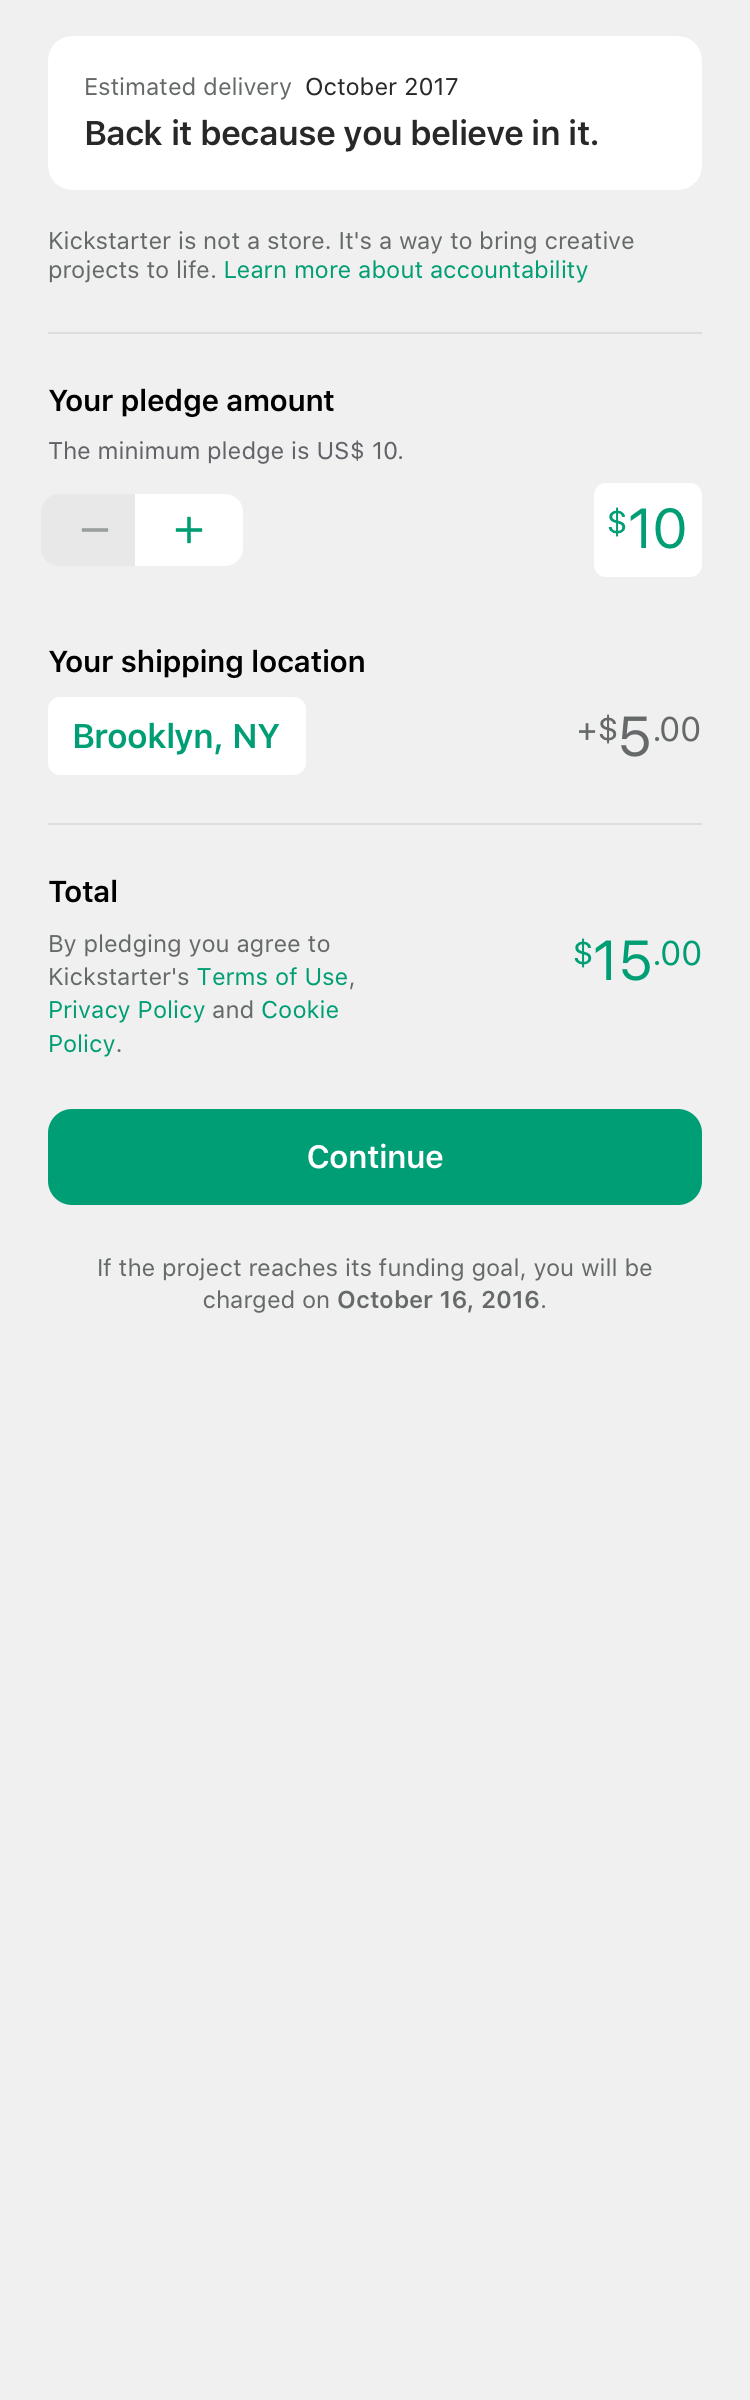 Estimated delivery October 2017
Back it because you believe in it.
Kickstarter is not a store. It's a way to bring creative
projects to life. Learn more about accountability
Your pledge amount
The minimum pledge is US$ 10.
− +
$10
Your shipping location
Brooklyn, NY
+$5.00
Total
By pledging you agree to
Kickstarter's Terms of Use,
Privacy Policy and Cookie
Policy.
$15.00
Continue
If the project reaches its funding goal, you will be
charged on October 16, 2016.